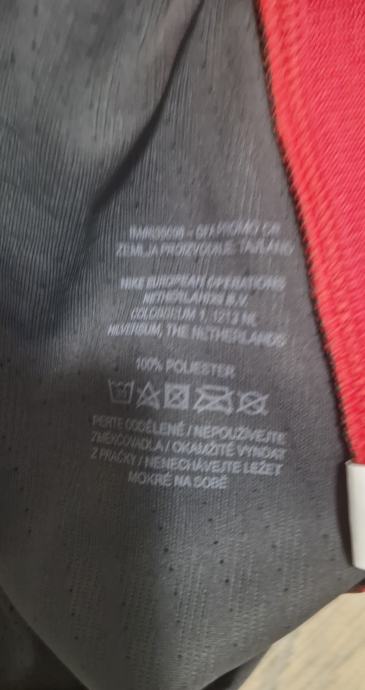 ZEMLJA PROIZVODNJE TAJLAND
NIKE EUROPEAN OPERATIONS
NETHERLANDS B.V.
COLOSSEUM 1, 1213 NL
HILVERSUM, THE NETHERLANDS
100% POLIESTER
PERTE ODDĚLENĚ / NEPOUŽÍVEJTE
ZMĚKČOVADLA / OKAMŽITĚ VYNDAT
Z PRAČKY / NENECHÁVEJTE LEŽET
MOKRÉ NA SOBĚ